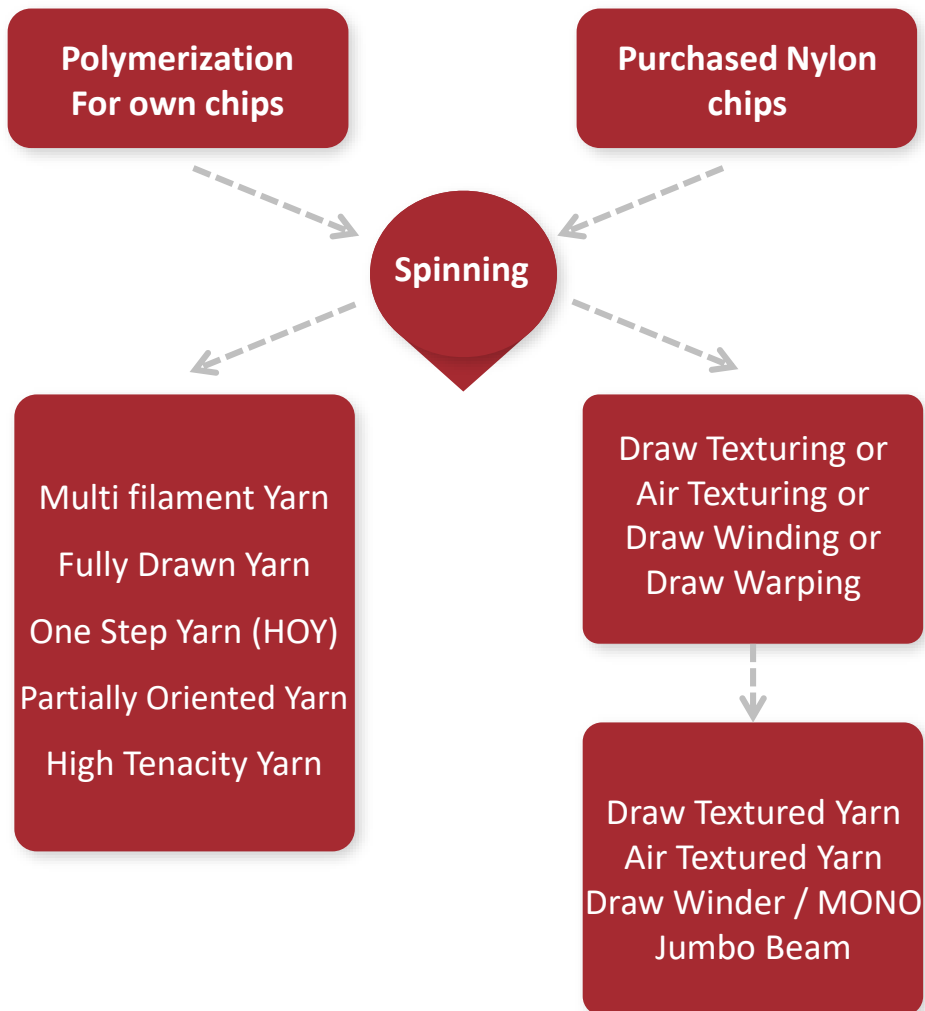 Polymerization
For own chips
Purchased Nylon
chips
Spinning
Multi filament Yarn
Fully Drawn Yarn
One Step Yarn (HOY)
Partially Oriented Yarn
High Tenacity Yarn
Draw Texturing or
Air Texturing or
Draw Winding or
Draw Warping
Draw Textured Yarn
Air Textured Yarn
Draw Winder / MONO
Jumbo Beam